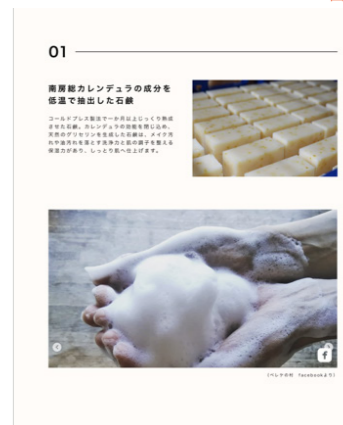 01
南房総カレンデュラの成分を
低温で抽出した石鹸
コールドプレス製法で一か月以上じっくり熟成
させた石鹸。カレンデュラの効能を閉じ込め、
天然のグリセリンを生成した石鹸は、メイク汚
れや油汚れを落とす洗浄力と肌の調子を整える
保湿力があり、しっとり肌へ仕上げます。
facebookより)